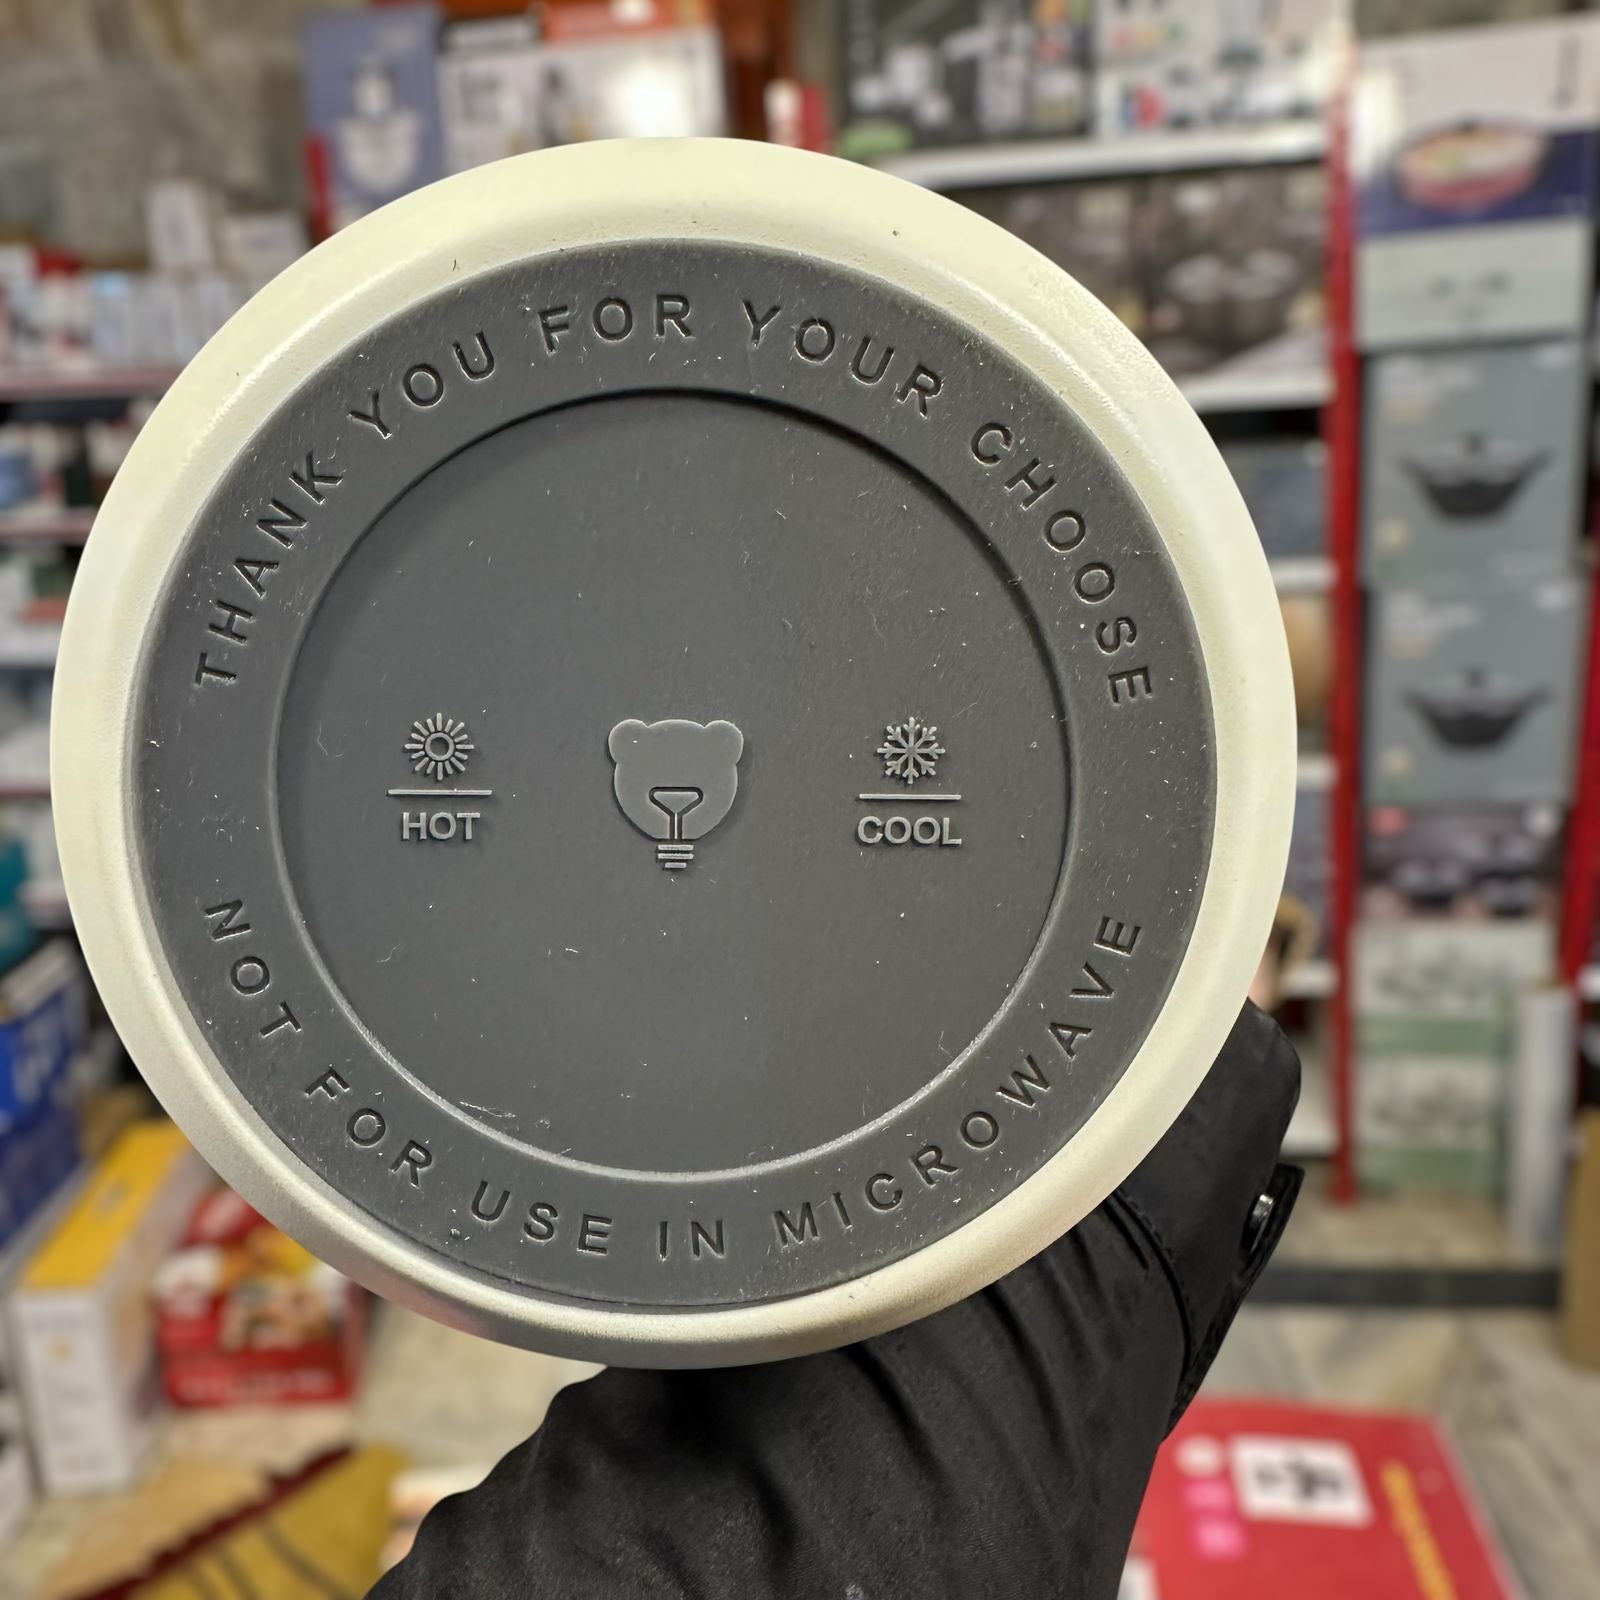 THANK YOU FOR YOUR CHOOSE
HOT
COOL
NOT FOR USE IN MICROWAVE